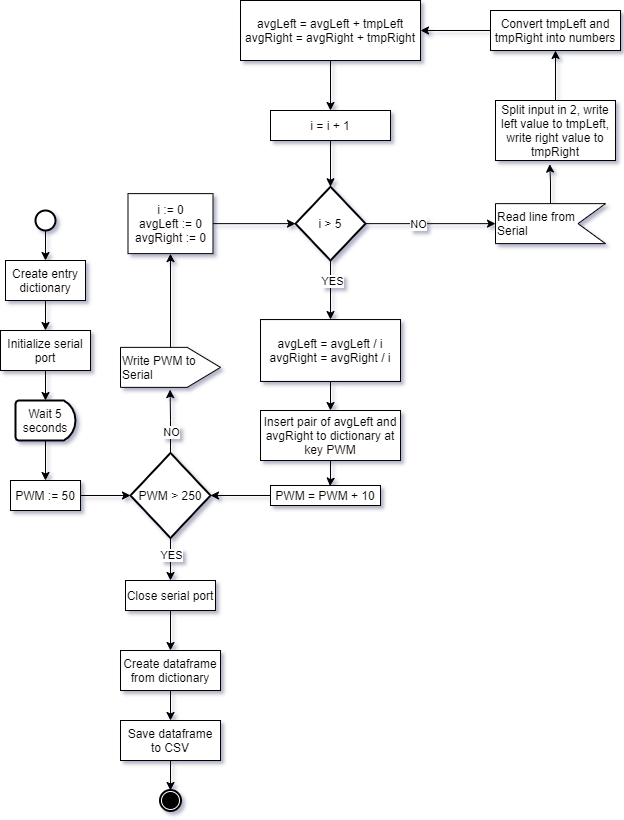 avgLeft = avgLeft + tmpLeft
avgRight = avgRight + tmpRight
Convert tmpLeft and
tmpRight into numbers
i = i + 1
Split input in 2, write
left value to tmpLeft,
write right value to
tmpRight
i := 0
avgLeft := 0
avgRight := 0
i > 5
NO
Read line from
Serial
Create entry
dictionary
YES
Initialize serial
port
avgLeft = avgLeft / i
avgRight = avgRight / i
Write PWM to
Serial
Wait 5
seconds
NO
Insert pair of avgLeft and
avgRight to dictionary at
key PWM
PWM := 50
PWM > 250
PWM = PWM + 10
YES
Close serial port
Create dataframe
from dictionary
Save dataframe
to CSV